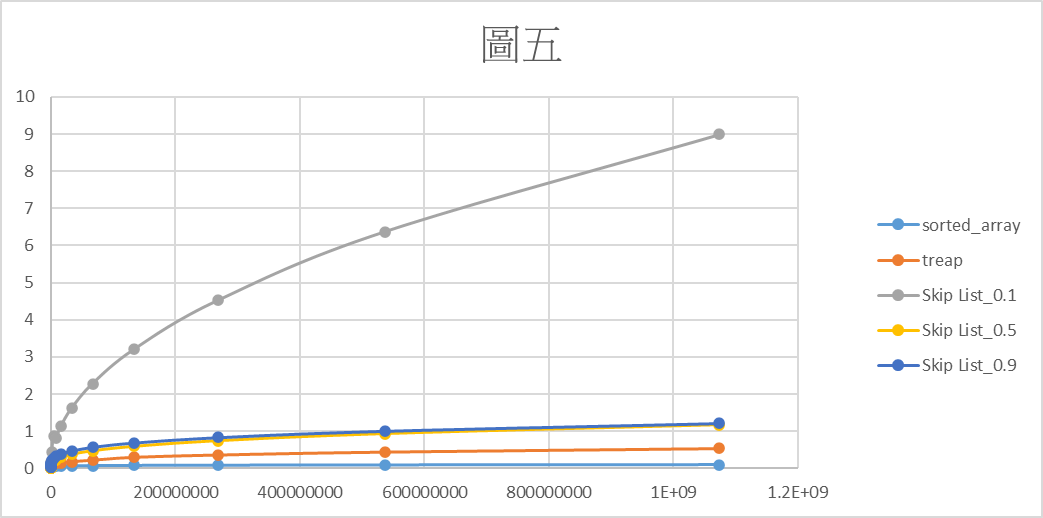 圖五
10
9
8
7
6
5
4
3
2
1
0
0 200000000 400000000 600000000 800000000 1E+09 1.2E+09
sorted_array
treap
Skip List_0.1
Skip List_0.5
Skip List_0.9